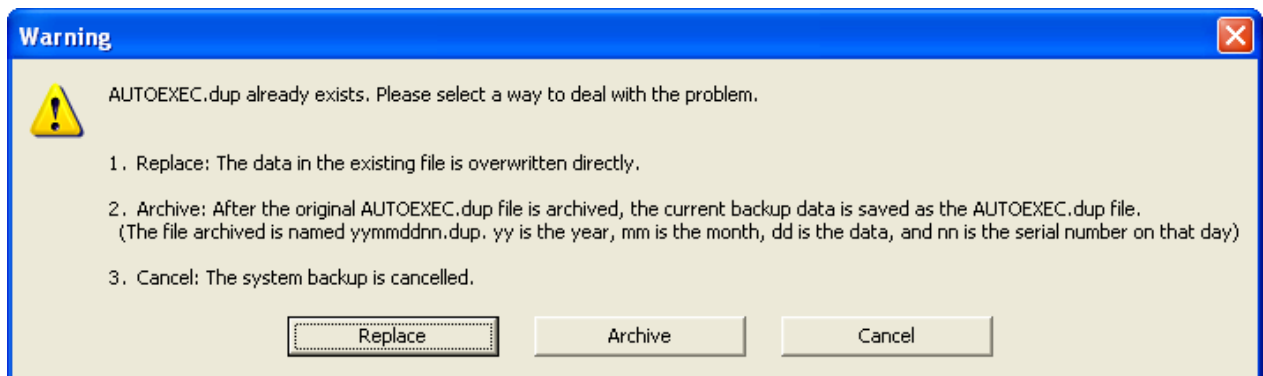 Warning
AUTOEXEC.dup already exists. Please select a way to deal with the problem.
1. Replace: The data in the existing file is overwritten directly.
2. Archive: After the original AUTOEXEC.dup file is archived, the current backup data is saved as the AUTOEXEC.dup file.
(The file archived is named yymmddnn.dup. yy is the year, mm is the month, dd is the data, and nn is the serial number on that day)
3. Cancel: The system backup is cancelled.
Replace Archive Cancel